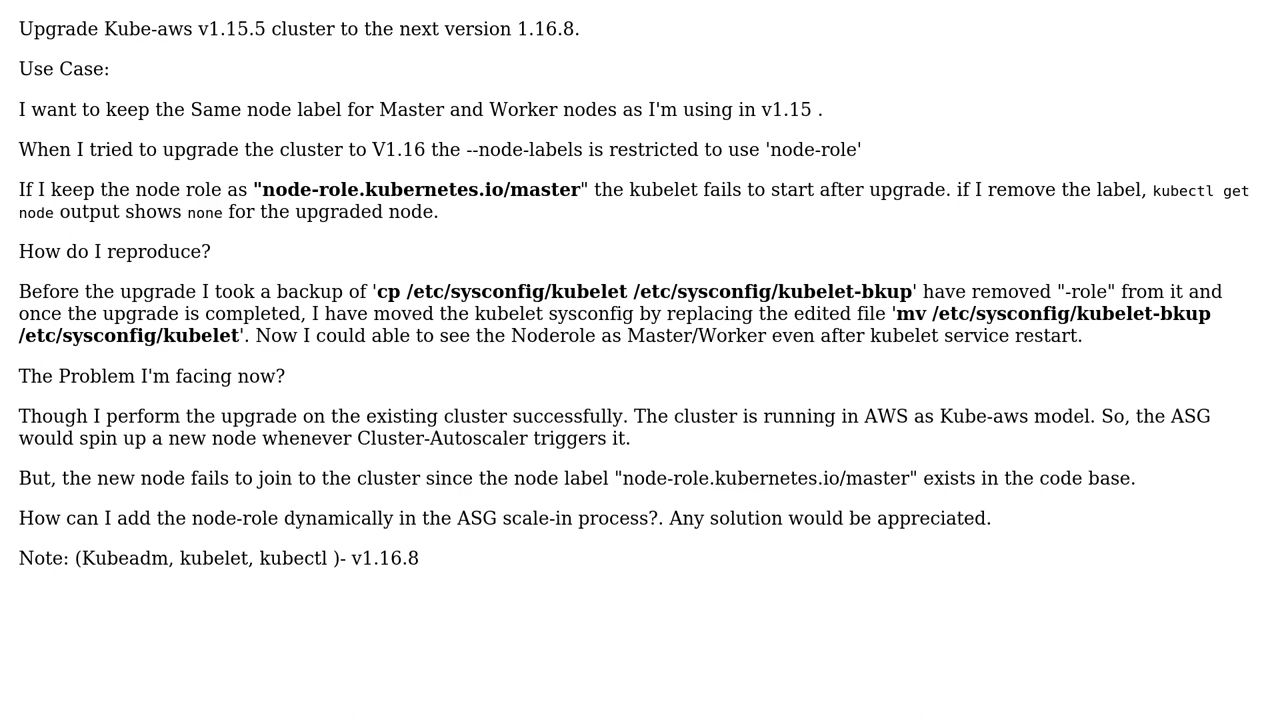 Upgrade Kube-aws v1.15.5 cluster to the next version 1.16.8.
Use Case:
I want to keep the Same node label for Master and Worker nodes as I'm using in v1.15 .
When I tried to upgrade the cluster to V1.16 the --node-labels is restricted to use 'node-role'
If I keep the node role as "node-role.kubernetes.io/master" the kubelet fails to start after upgrade. if I remove the label, kubectl get
node output shows none for the upgraded node.
How do I reproduce?
Before the upgrade I took a backup of 'cp /etc/sysconfig/kubelet /etc/sysconfig/kubelet-bkup' have removed "-role" from it and
once the upgrade is completed, I have moved the kubelet sysconfig by replacing the edited file 'mv /etc/sysconfig/kubelet-bkup
/etc/sysconfig/kubelet'. Now I could able to see the Noderole as Master/Worker even after kubelet service restart.
The Problem I'm facing now?
Though I perform the upgrade on the existing cluster successfully. The cluster is running in AWS as Kube-aws model. So, the ASG
would spin up a new node whenever Cluster-Autoscaler triggers it.
But, the new node fails to join to the cluster since the node label "node-role.kubernetes.io/master" exists in the code base.
How can I add the node-role dynamically in the ASG scale-in process?. Any solution would be appreciated.
Note: (Kubeadm, kubelet, kubectl )- v1.16.8